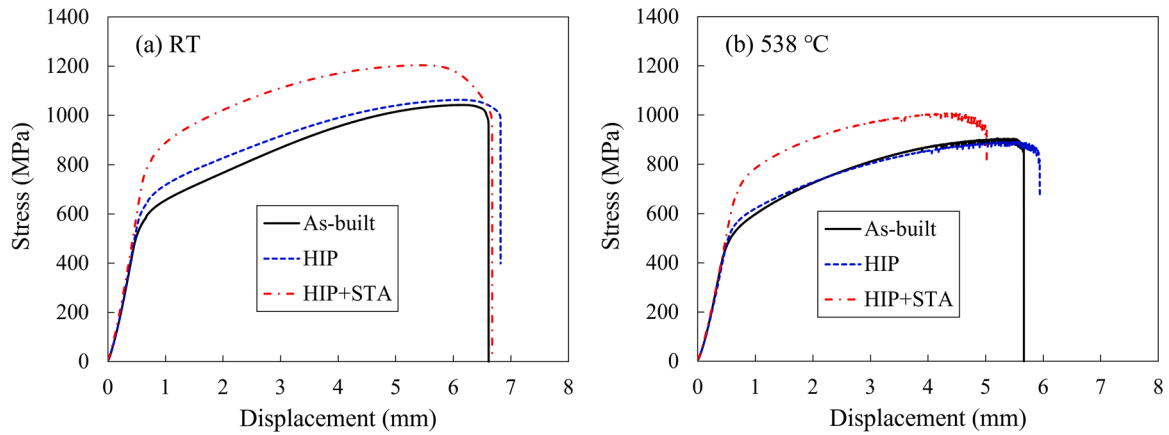 (a) RT
Stress (MPa)
1400
1200
1000
800
600
400
200
0
As-built
HIP
HIP+STA
0 1 2 3 4 5 6 7 8
Displacement (mm)
(b) 538 ℃
Stress (MPa)
1400
1200
1000
800
600
400
200
0
As-built
HIP
HIP+STA
0 1 2 3 4 5 6 7 8
Displacement (mm)